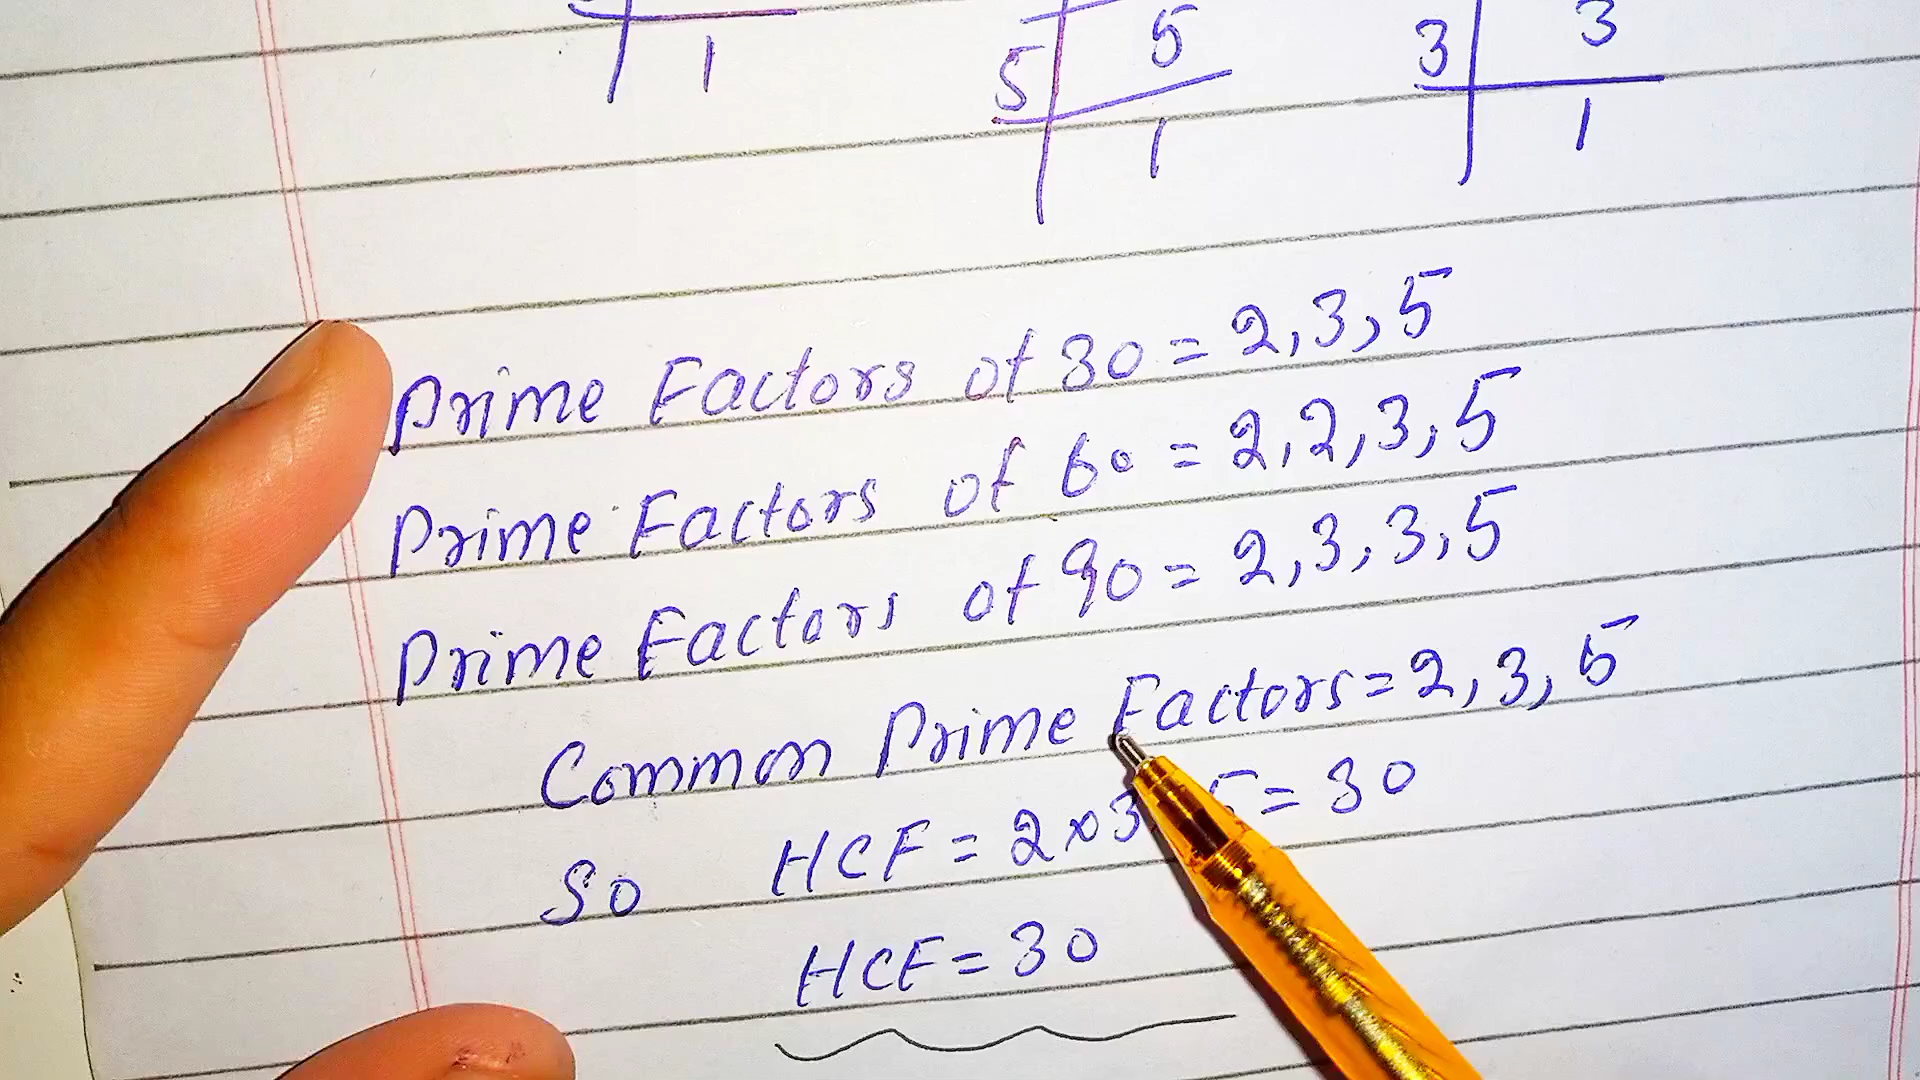 1 5 5 3 3
1 1
Prime Factors of 30 = 2, 3, 5
Prime Factors of 60 = 2, 2, 3, 5
Prime Factors of 90 = 2, 3, 3, 5
Common Prime Factors = 2, 3, 5
So HCF = 2 × 3 5 = 30
HCF = 30